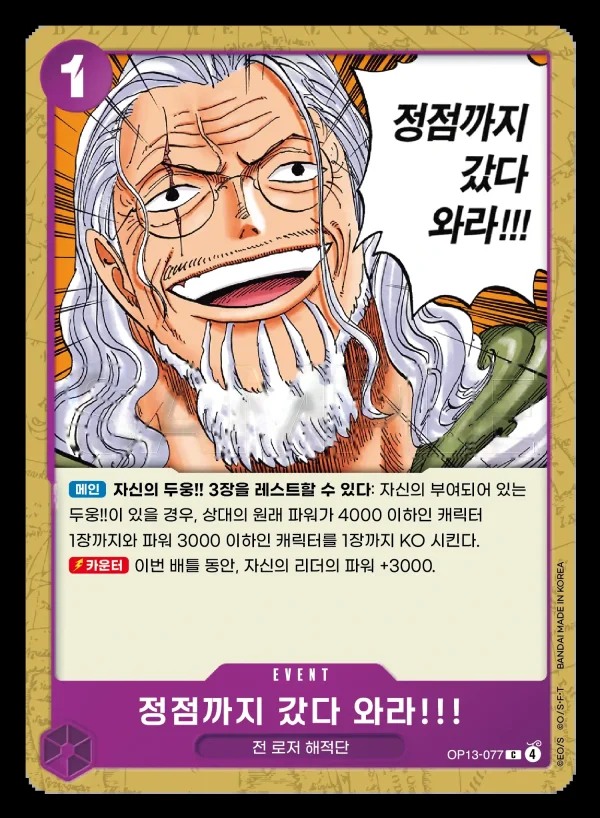 1
정점까지
갔다
와라!!!
메인 자신의 두웅!! 3장을 레스트할 수 있다: 자신의 부여되어 있는
두웅!!이 있을 경우, 상대의 원래 파워가 4000 이하인 캐릭터
1장까지와 파워 3000 이하인 캐릭터를 1장까지 KO 시킨다.
카운터 이번 배틀 동안, 자신의 리더의 파워 +3000.
EVENT
정점까지 갔다 와라!!!
전 로저 해적단
OP13-077 C 4
©EO/S ©O/S·F·T BANDAI MADE IN KOREA